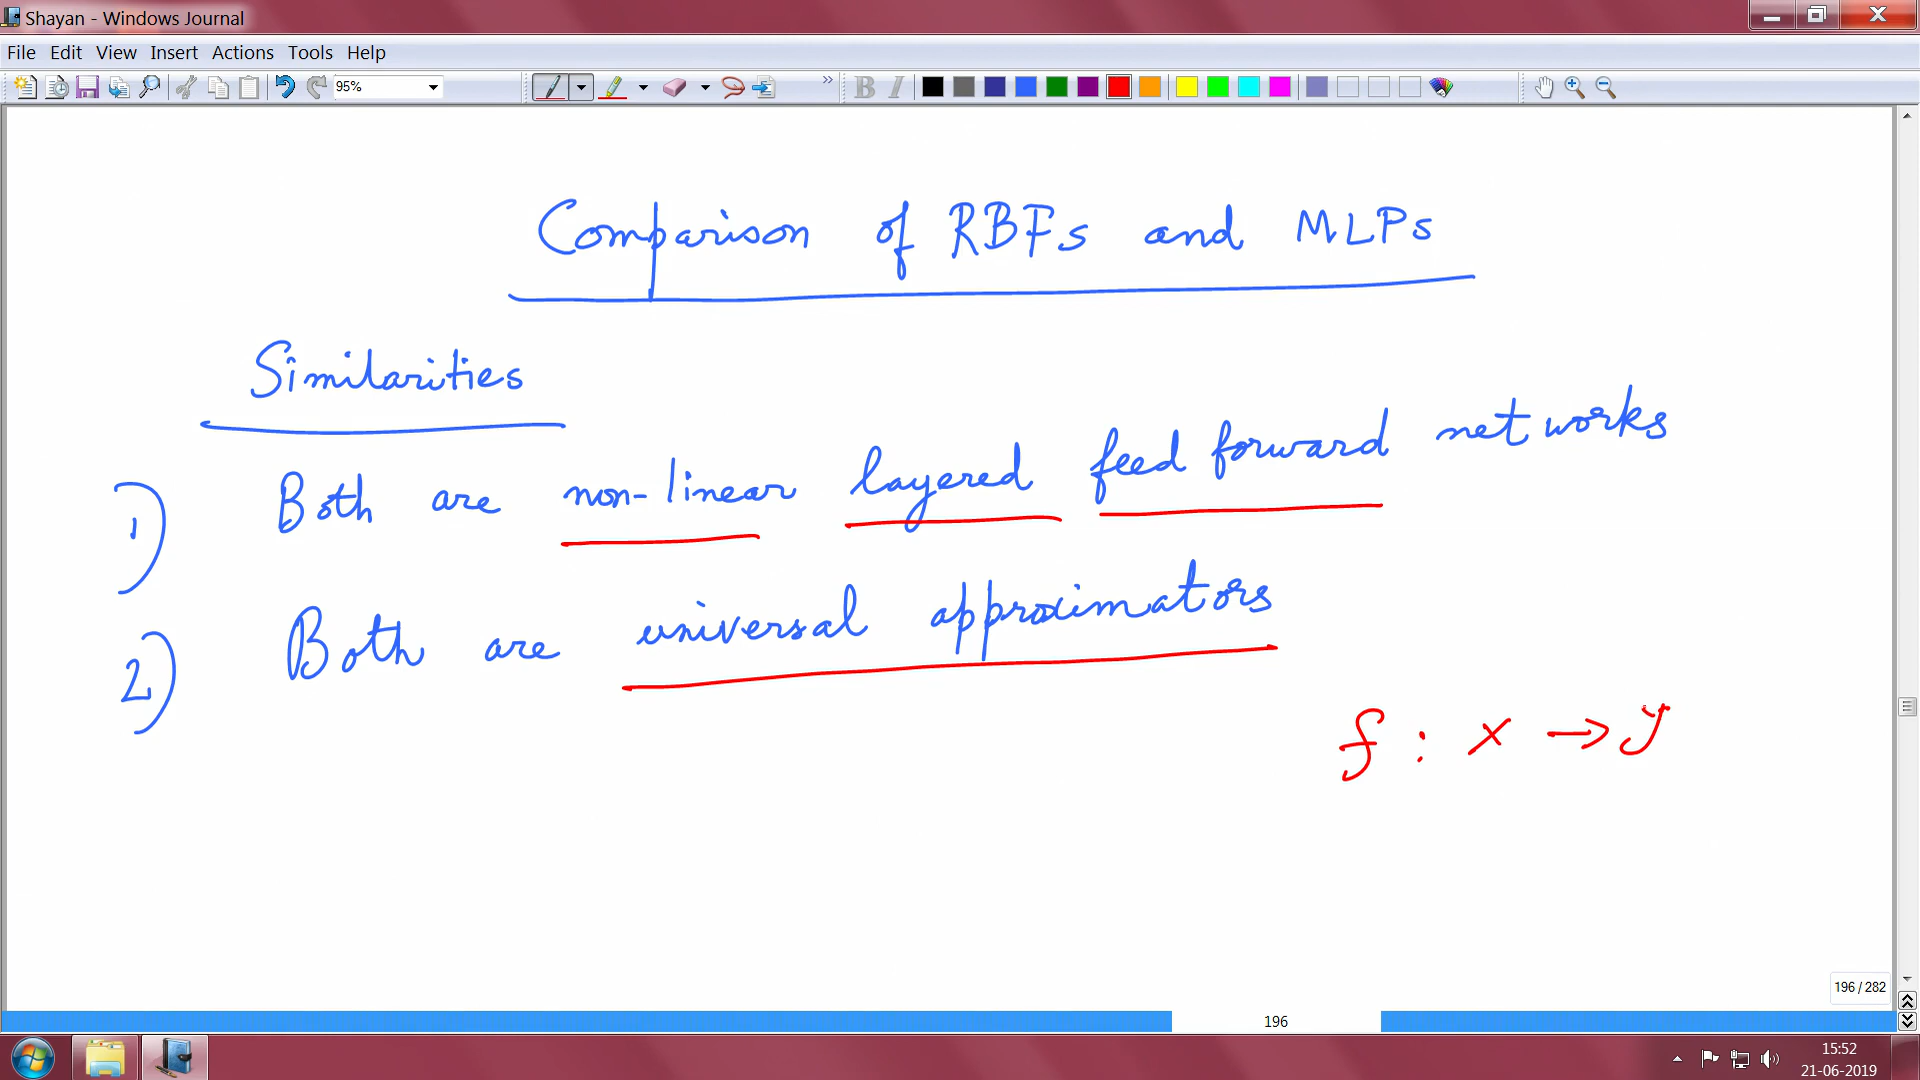 Shayan - Windows Journal
File Edit View Insert Actions Tools Help
95%
Comparison of RBFs and MLPs
Similarities
1) Both are non-linear layered feed forward networks
2) Both are universal approximators
f : x → y
196 / 282
196
15:52
21-06-2019